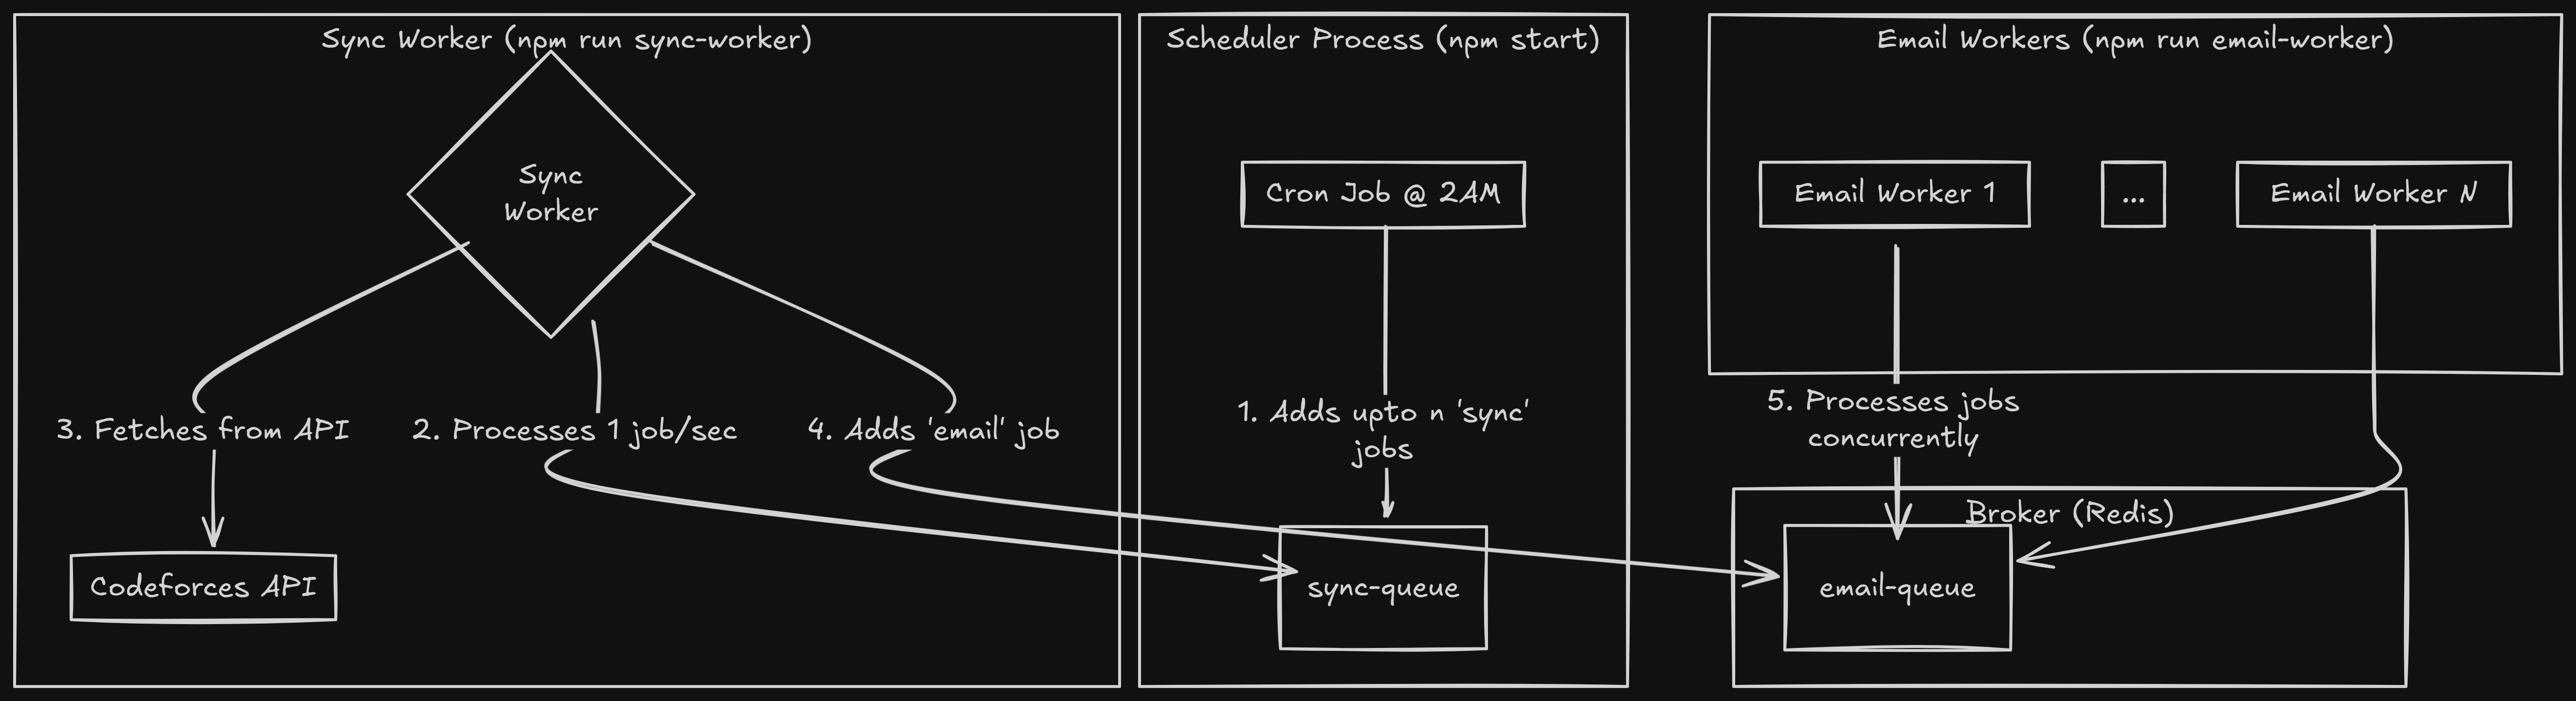 Sync Worker (npm run sync-worker)
Sync
Worker
3. Fetches from API
2. Processes 1 job/sec
4. Adds 'email' job
Codeforces API
Scheduler Process (npm start)
Cron Job @ 2AM
1. Adds upto n 'sync'
jobs
sync-queue
Email Workers (npm run email-worker)
Email Worker 1
...
Email Worker N
5. Processes jobs
concurrently
Broker (Redis)
email-queue